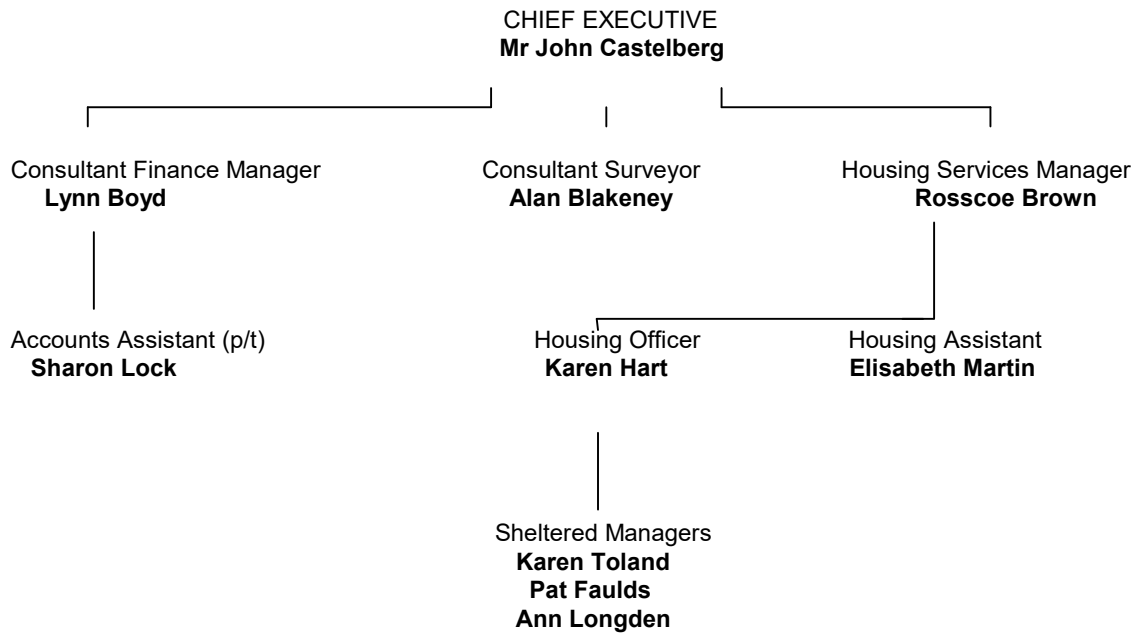 CHIEF EXECUTIVE
Mr John Castelberg
Consultant Finance Manager
Lynn Boyd
Consultant Surveyor
Alan Blakeney
Housing Services Manager
Rosscoe Brown
Accounts Assistant (p/t)
Sharon Lock
Housing Officer
Karen Hart
Housing Assistant
Elisabeth Martin
Sheltered Managers
Karen Toland
Pat Faulds
Ann Longden